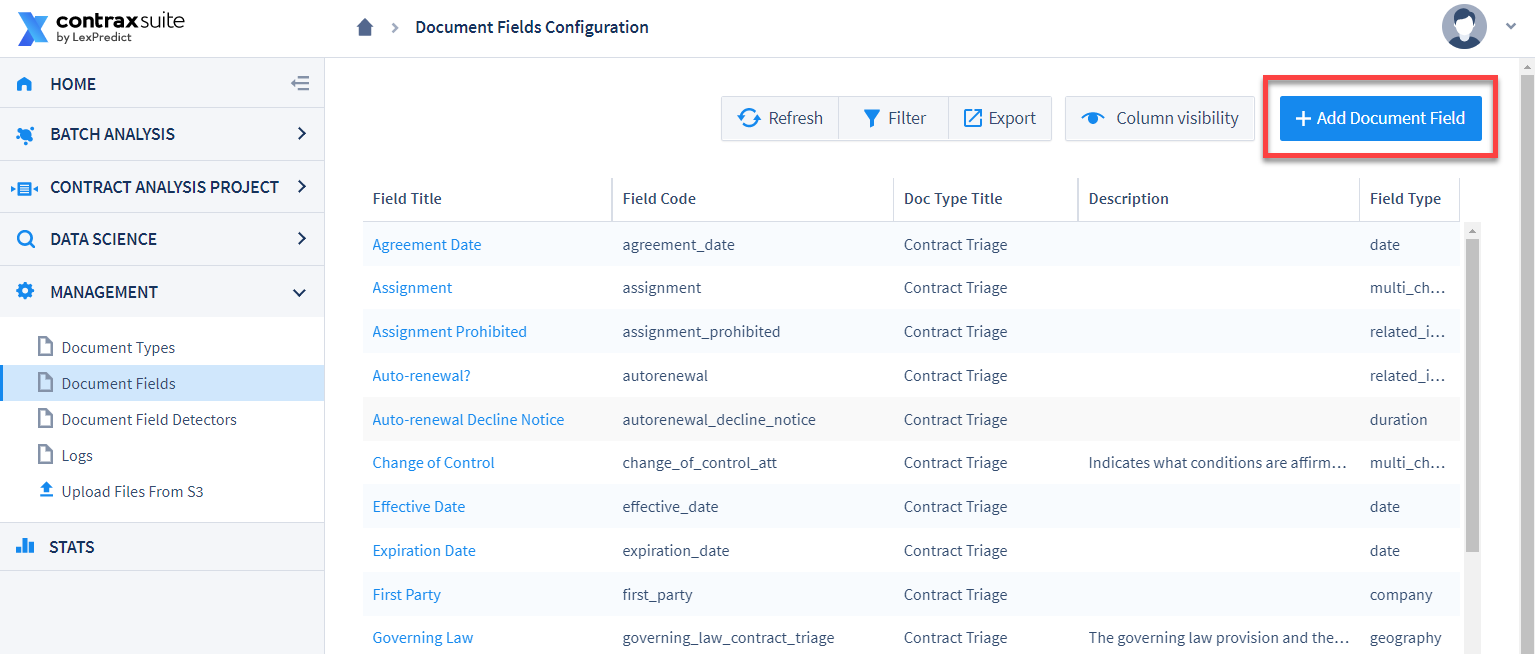 contraxsuite
by LexPredict
Document Fields Configuration
HOME
BATCH ANALYSIS
CONTRACT ANALYSIS PROJECT
DATA SCIENCE
MANAGEMENT
Document Types
Document Fields
Document Field Detectors
Logs
Upload Files From S3
STATS
Refresh Filter Export Column visibility + Add Document Field
Field Title Field Code Doc Type Title Description Field Type
Agreement Date agreement_date Contract Triage date
Assignment assignment Contract Triage multi_ch...
Assignment Prohibited assignment_prohibited Contract Triage related_i...
Auto-renewal? autorenewal Contract Triage related_i...
Auto-renewal Decline Notice autorenewal_decline_notice Contract Triage duration
Change of Control change_of_control_att Contract Triage Indicates what conditions are affirm... multi_ch...
Effective Date effective_date Contract Triage date
Expiration Date expiration_date Contract Triage date
First Party first_party Contract Triage company
Governing Law governing_law_contract_triage Contract Triage The governing law provision and the... geography